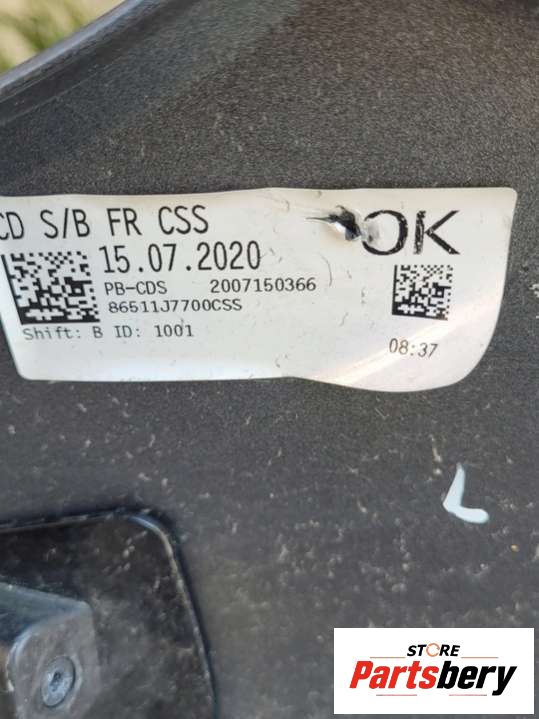 CD S/B FR CSS
OK
15.07.2020
PB-CDS 2007150366
86511J7700CSS
Shift: B ID: 1001
08:37
L
STORE
Partsbery